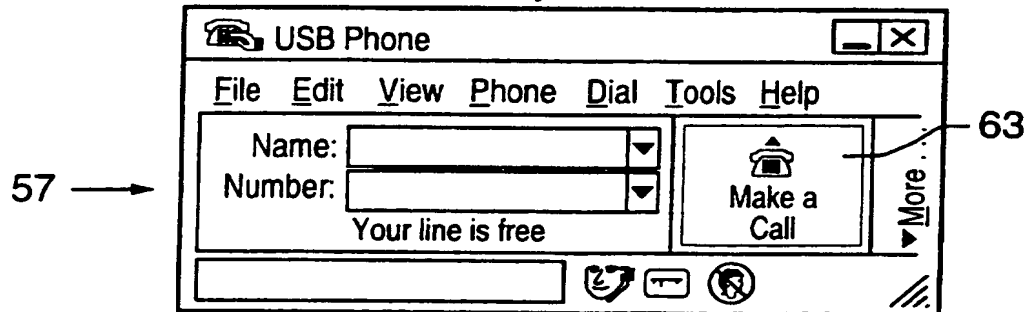 USB Phone
File Edit View Phone Dial Tools Help
Name:
Number:
Your line is free
Make a
Call
More...
57
63